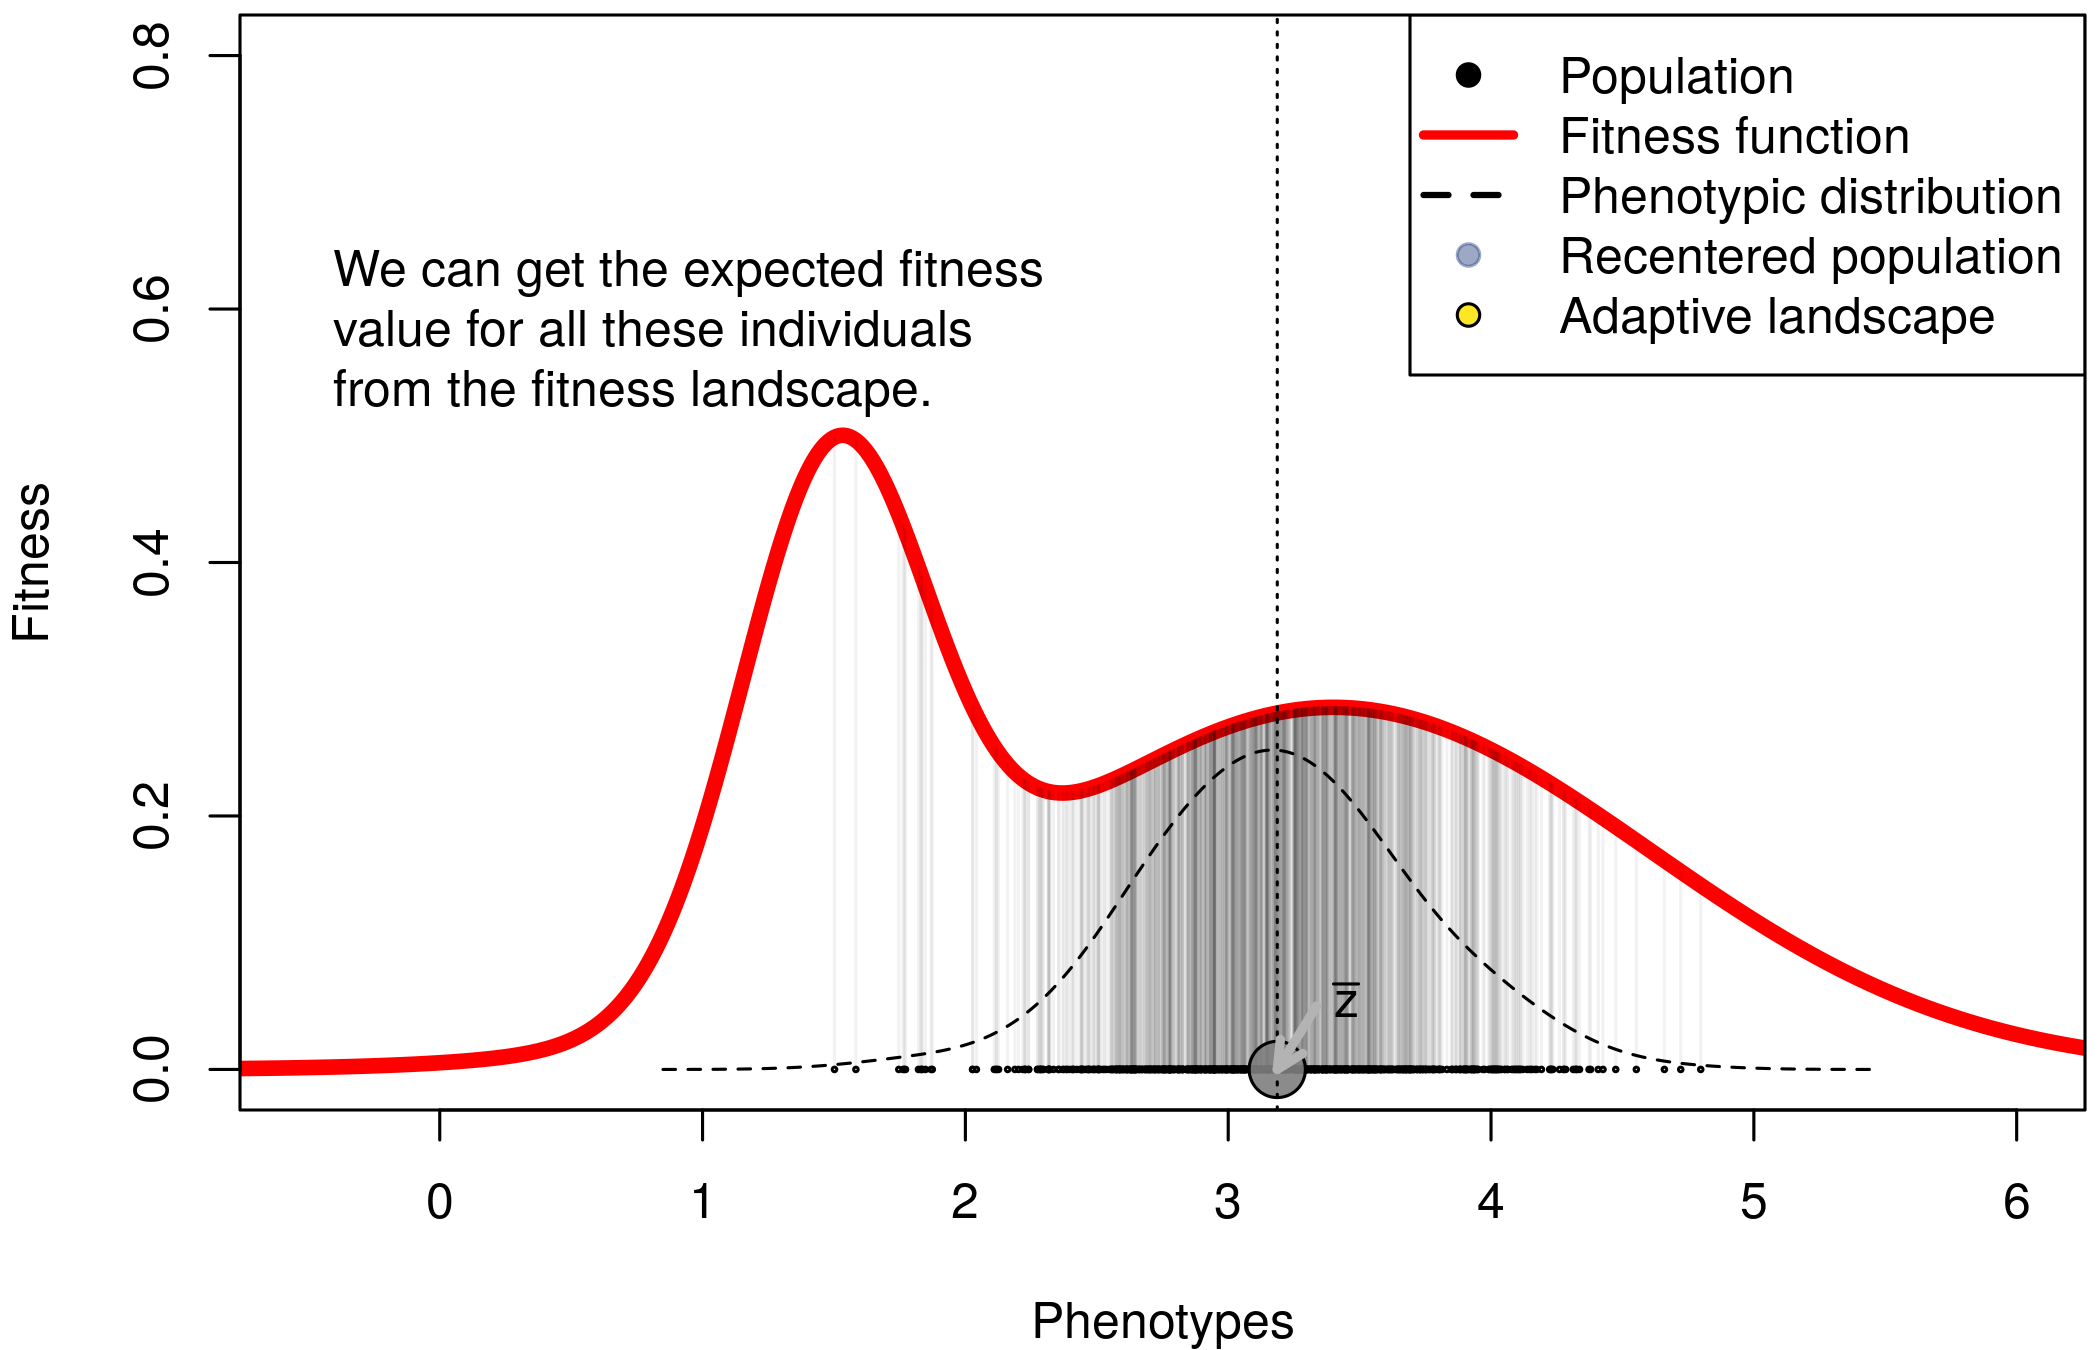 0.8
0.6
0.4
0.2
0.0
Fitness
Population
Fitness function
Phenotypic distribution
Recentered population
Adaptive landscape
We can get the expected fitness
value for all these individuals
from the fitness landscape.
z̅
0 1 2 3 4 5 6
Phenotypes